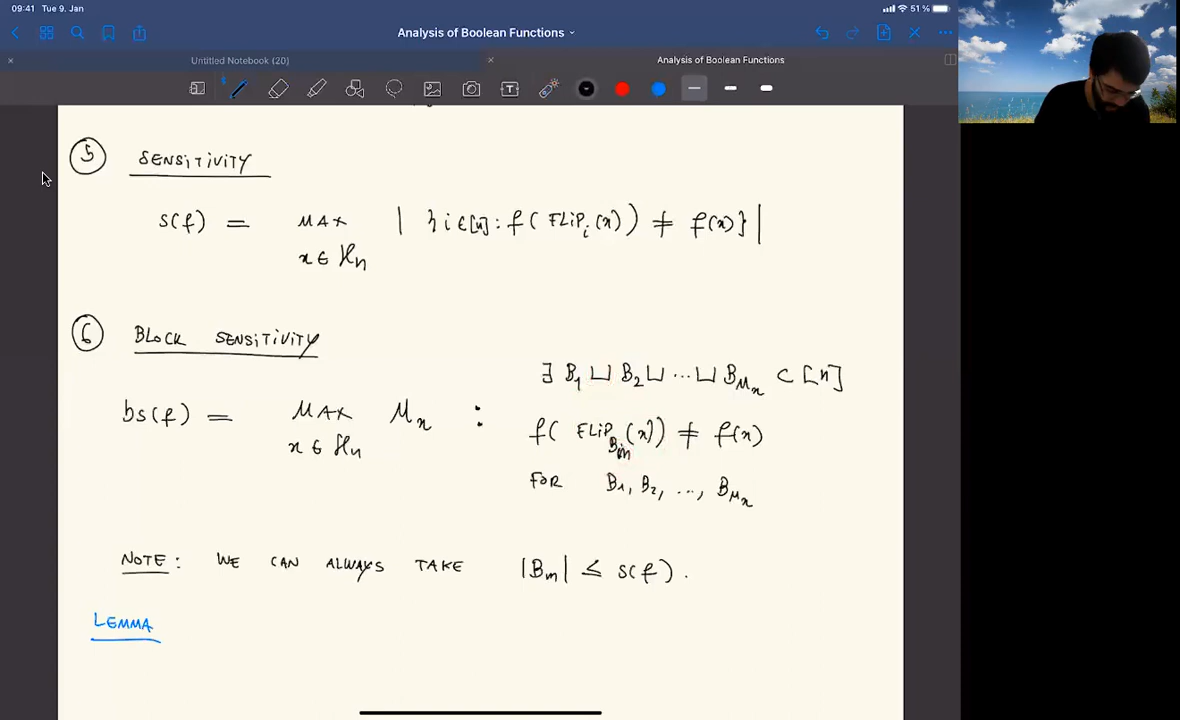 09:41 Tue 9. Jan
51 %
Analysis of Boolean Functions
Untitled Notebook (20)
Analysis of Boolean Functions
⑤ SENSITIVITY
s(f) = MAX | {i∈[n]: f(FLIP_i(x)) ≠ f(x)} |
x∈ℋ_n
⑥ BLOCK SENSITIVITY
∃ B_1 ⊔ B_2 ⊔ ... ⊔ B_{M_x} ⊂ [n]
bs(f) = MAX M_x :
x∈ℋ_n
f(FLIP_{B_m}(x)) ≠ f(x)
FOR B_1, B_2, ..., B_{M_x}
NOTE: WE CAN ALWAYS TAKE |B_m| ≤ s(f).
LEMMA